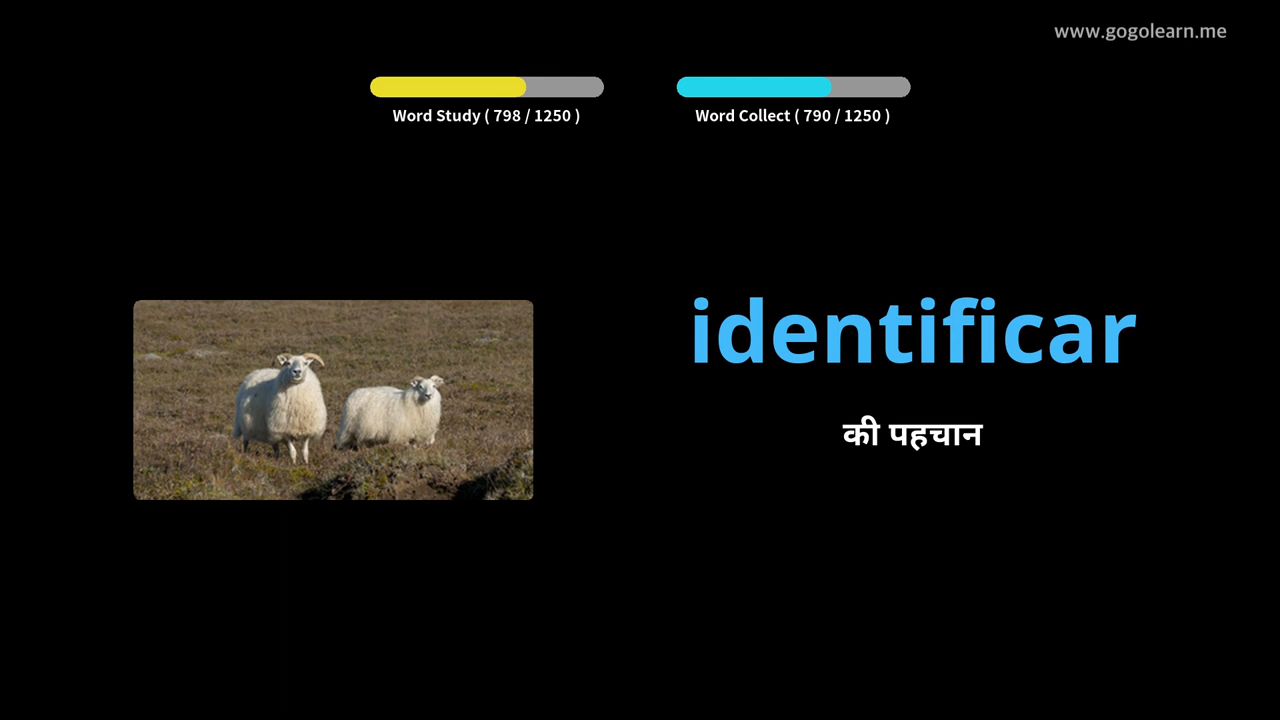 www.gogolearn.me
Word Study ( 798 / 1250 )
Word Collect ( 790 / 1250 )
identificar
की पहचान